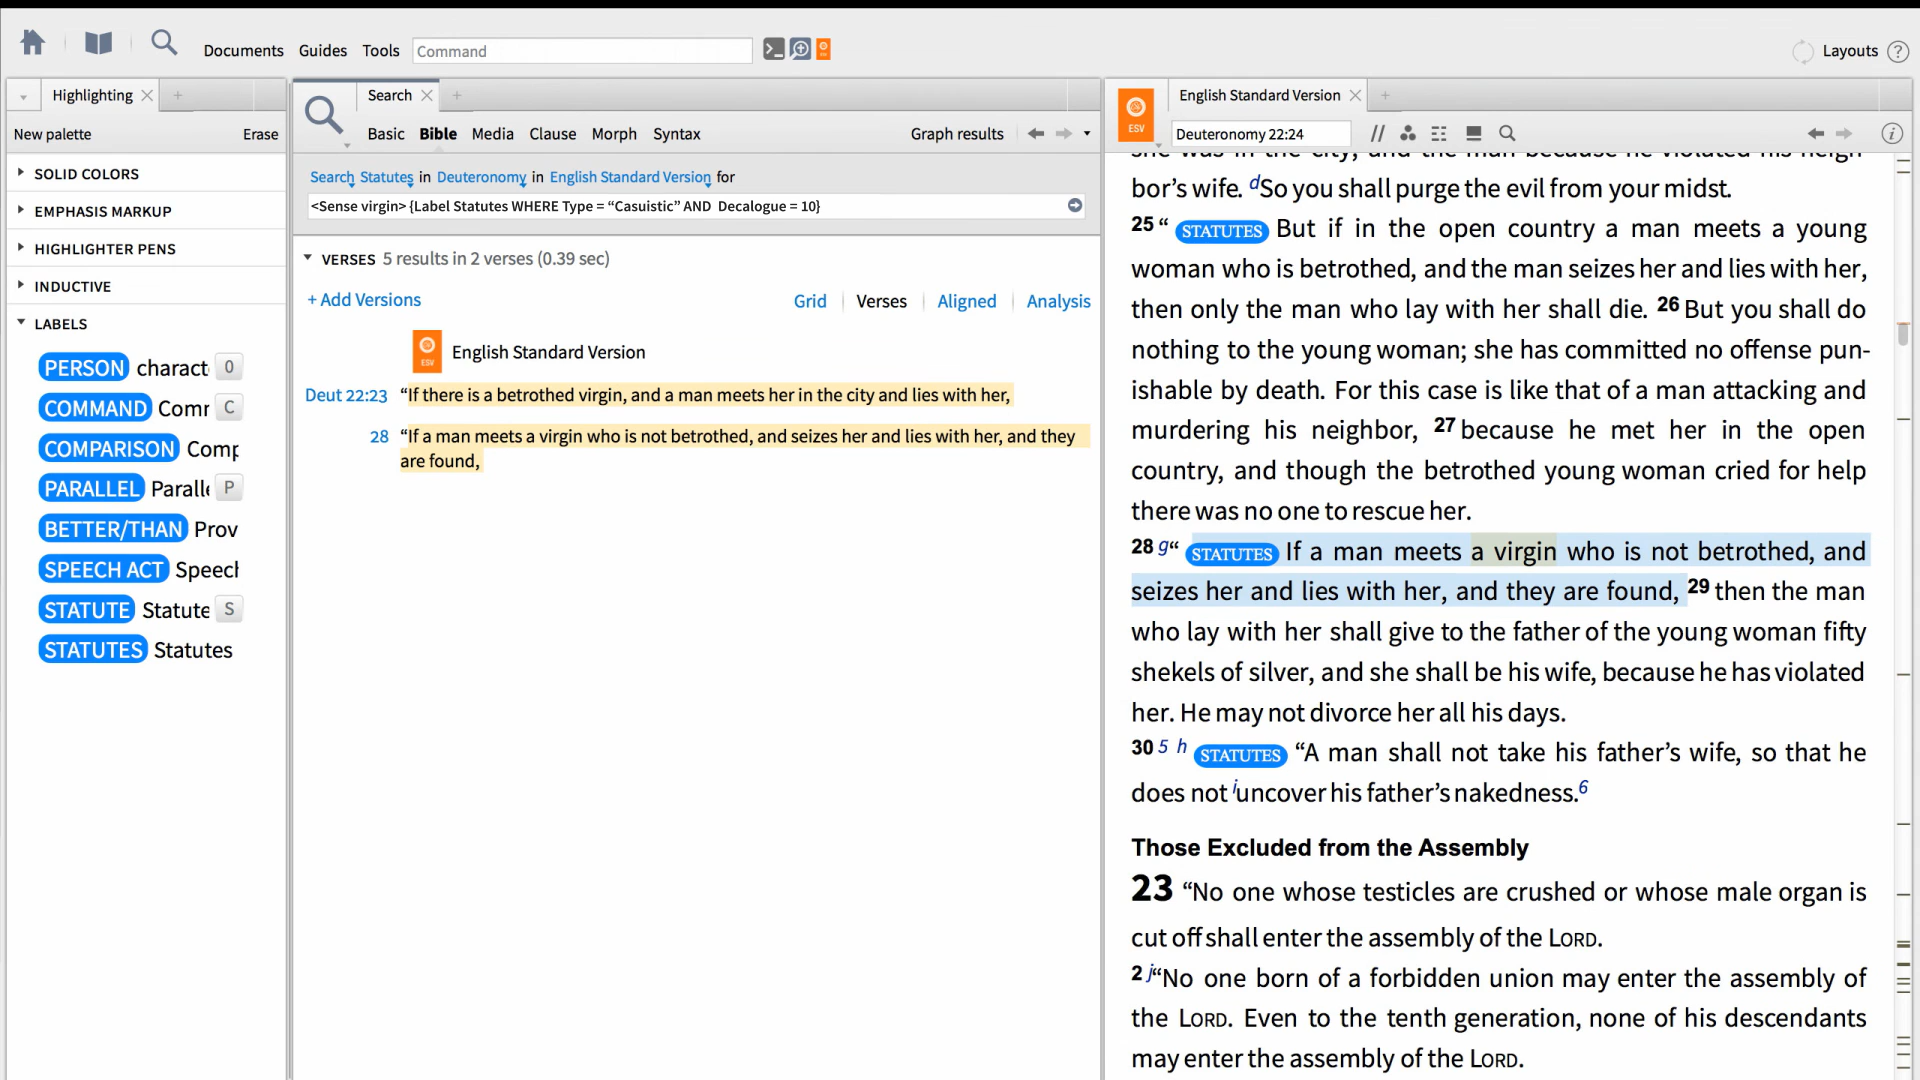 Documents Guides Tools Command
Layouts ?
Highlighting
New palette Erase
SOLID COLORS
EMPHASIS MARKUP
HIGHLIGHTER PENS
INDUCTIVE
LABELS
PERSON charact 0
COMMAND Comr C
COMPARISON Comp
PARALLEL Paralle P
BETTER/THAN Prov
SPEECH ACT Speech
STATUTE Statute S
STATUTES Statutes
Search
Basic Bible Media Clause Morph Syntax Graph results
Search Statutes in Deuteronomy in English Standard Version for
<Sense virgin> {Label Statutes WHERE Type = “Casuistic” AND Decalogue = 10}
VERSES 5 results in 2 verses (0.39 sec)
+ Add Versions Grid Verses Aligned Analysis
ESV English Standard Version
Deut 22:23 “If there is a betrothed virgin, and a man meets her in the city and lies with her,
28 “If a man meets a virgin who is not betrothed, and seizes her and lies with her, and they
are found,
English Standard Version
ESV
Deuteronomy 22:24
she was in the city, and the man because he violated his neigh-
bor’s wife. dSo you shall purge the evil from your midst.
25 “ STATUTES But if in the open country a man meets a young
woman who is betrothed, and the man seizes her and lies with her,
then only the man who lay with her shall die. 26 But you shall do
nothing to the young woman; she has committed no offense pun-
ishable by death. For this case is like that of a man attacking and
murdering his neighbor, 27 because he met her in the open
country, and though the betrothed young woman cried for help
there was no one to rescue her.
28 g“ STATUTES If a man meets a virgin who is not betrothed, and
seizes her and lies with her, and they are found, 29 then the man
who lay with her shall give to the father of the young woman fifty
shekels of silver, and she shall be his wife, because he has violated
her. He may not divorce her all his days.
30 5 h STATUTES “A man shall not take his father’s wife, so that he
does not iuncover his father’s nakedness.6
Those Excluded from the Assembly
23 “No one whose testicles are crushed or whose male organ is
cut off shall enter the assembly of the LORD.
2 j“No one born of a forbidden union may enter the assembly of
the LORD. Even to the tenth generation, none of his descendants
may enter the assembly of the LORD.